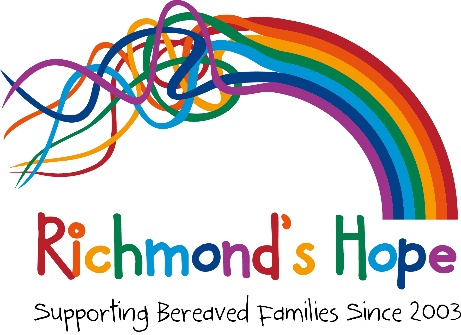 Richmond's Hope
Supporting Bereaved Families Since 2003